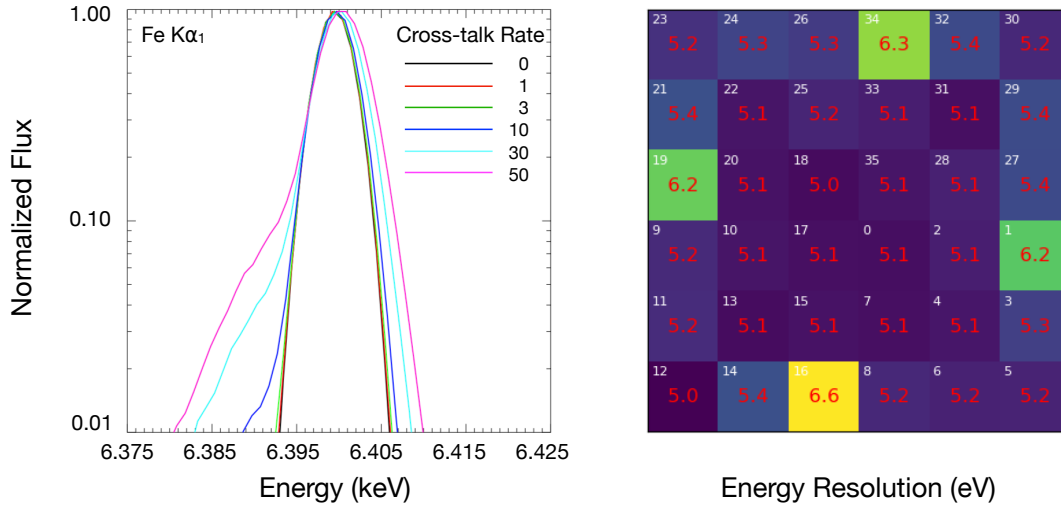 Fe Kα₁
Cross-talk Rate
0
1
3
10
30
50
1.00
0.10
0.01
Normalized Flux
6.375 6.385 6.395 6.405 6.415 6.425
Energy (keV)
23 24 26 34 32 30
5.2 5.3 5.3 6.3 5.4 5.2
21 22 25 33 31 29
5.4 5.1 5.2 5.1 5.1 5.4
19 20 18 35 28 27
6.2 5.1 5.0 5.1 5.1 5.4
9 10 17 0 2 1
5.2 5.1 5.1 5.1 5.1 6.2
11 13 15 7 4 3
5.2 5.1 5.1 5.1 5.1 5.3
12 14 16 8 6 5
5.0 5.4 6.6 5.2 5.2 5.2
Energy Resolution (eV)